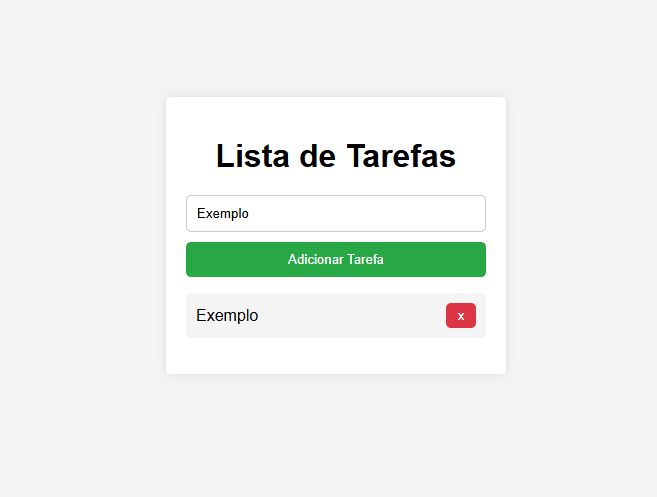 Lista de Tarefas
Exemplo
Adicionar Tarefa
Exemplo
x